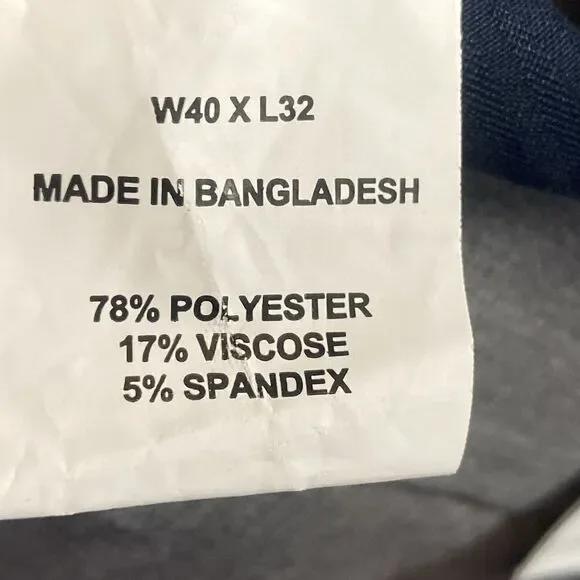 W40 X L32
MADE IN BANGLADESH
78% POLYESTER
17% VISCOSE
5% SPANDEX